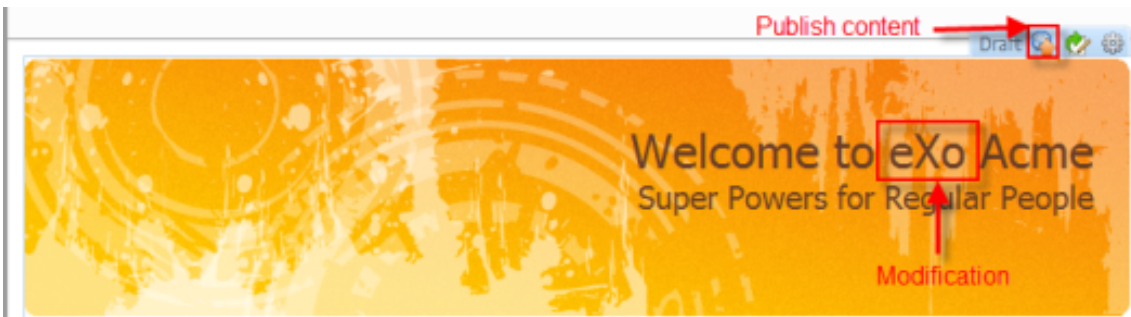 Publish content
Draft
Welcome to eXo Acme
Super Powers for Regular People
Modification